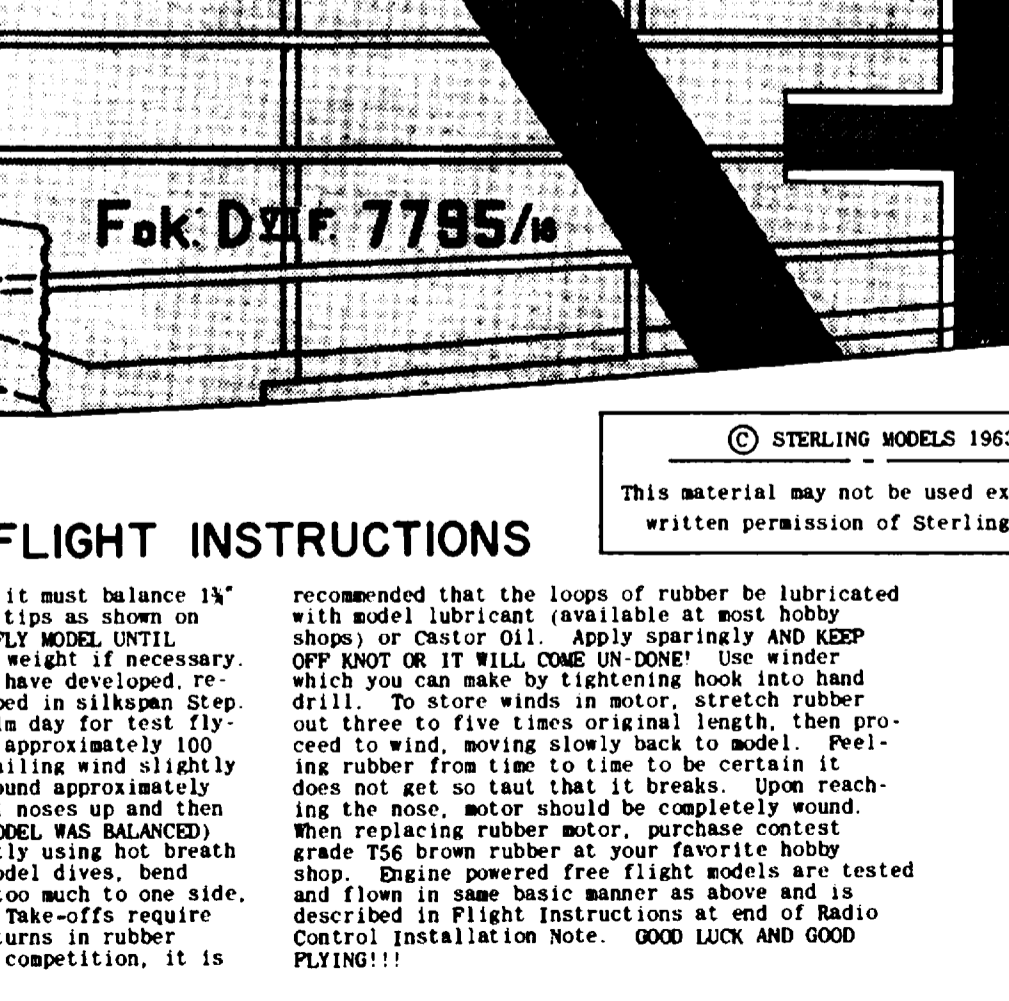 Fok. D VII F. 7795/18
© STERLING MODELS 1963
This material may not be used ex
written permission of Sterling
FLIGHT INSTRUCTIONS
it must balance 1¾"
tips as shown on
FLY MODEL UNTIL
weight if necessary.
have developed, re-
ped in silkspan Step.
lm day for test fly-
approximately 100
ailing wind slightly
ound approximately
noses up and then
ODEL WAS BALANCED)
tly using hot breath
odel dives, bend
too much to one side,
Take-offs require
turns in rubber
competition, it is
recommended that the loops of rubber be lubricated
with model lubricant (available at most hobby
shops) or Castor Oil. Apply sparingly AND KEEP
OFF KNOT OR IT WILL COME UN-DONE! Use winder
which you can make by tightening hook into hand
drill. To store winds in motor, stretch rubber
out three to five times original length, then pro-
ceed to wind, moving slowly back to model. Feel-
ing rubber from time to time to be certain it
does not get so taut that it breaks. Upon reach-
ing the nose, motor should be completely wound.
When replacing rubber motor, purchase contest
grade T56 brown rubber at your favorite hobby
shop. Engine powered free flight models are tested
and flown in same basic manner as above and is
described in Flight Instructions at end of Radio
Control Installation Note. GOOD LUCK AND GOOD
FLYING!!!